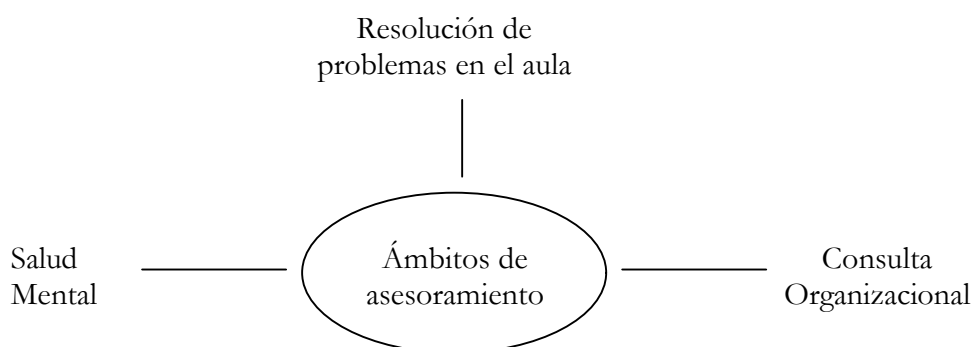 Resolución de
problemas en el aula
Salud
Mental
Ámbitos de
asesoramiento
Consulta
Organizacional